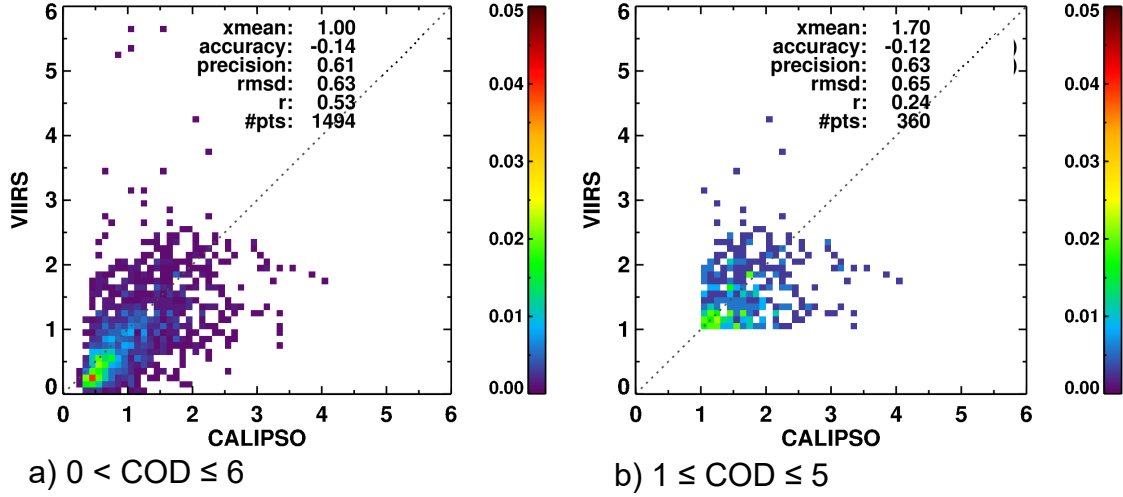 xmean: 1.00
accuracy: -0.14
precision: 0.61
rmsd: 0.63
r: 0.53
#pts: 1494
VIIRS
6
5
4
3
2
1
0
0 1 2 3 4 5 6
CALIPSO
0.05
0.04
0.03
0.02
0.01
0.00
a) 0 < COD ≤ 6
xmean: 1.70
accuracy: -0.12
precision: 0.63
rmsd: 0.65
r: 0.24
#pts: 360
VIIRS
6
5
4
3
2
1
0
0 1 2 3 4 5 6
CALIPSO
0.05
0.04
0.03
0.02
0.01
0.00
b) 1 ≤ COD ≤ 5